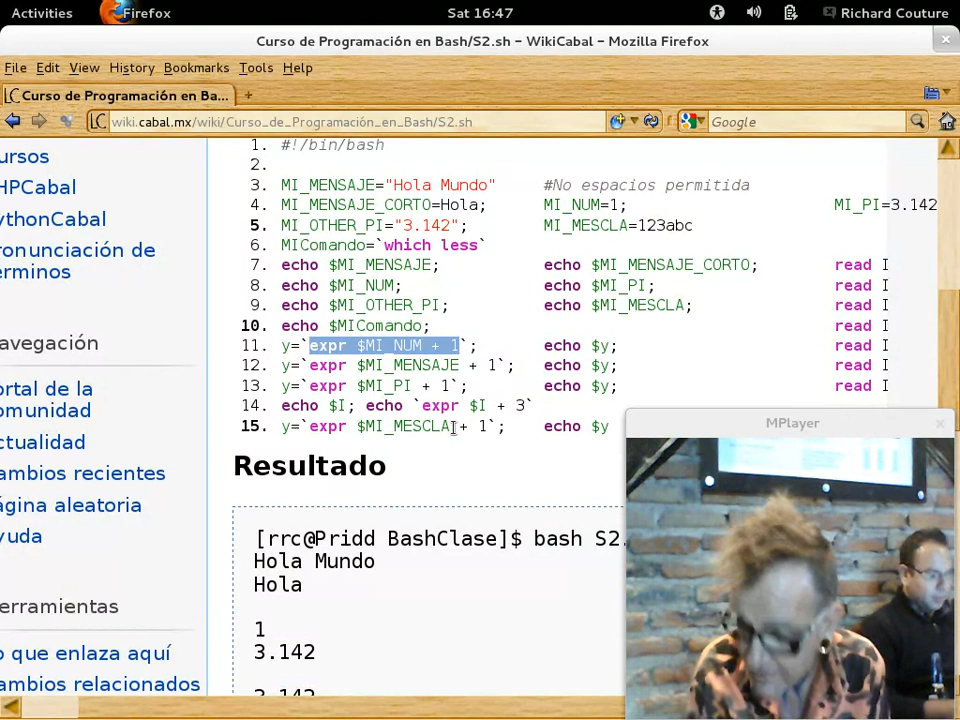 Activities Firefox Sat 16:47 Richard Couture
Curso de Programación en Bash/S2.sh - WikiCabal - Mozilla Firefox
File Edit View History Bookmarks Tools Help
Curso de Programación en Ba...
wiki.cabal.mx/wiki/Curso_de_Programación_en_Bash/S2.sh Google
ursos
HPCabal
ythonCabal
ronunciación de
erminos
avegación
ortal de la
omunidad
ctualidad
ambios recientes
ágina aleatoria
yuda
erramientas
o que enlaza aquí
ambios relacionados
1. #!/bin/bash
2.
3. MI_MENSAJE="Hola Mundo" #No espacios permitida
4. MI_MENSAJE_CORTO=Hola; MI_NUM=1; MI_PI=3.142
5. MI_OTHER_PI="3.142"; MI_MESCLA=123abc
6. MIComando=`which less`
7. echo $MI_MENSAJE; echo $MI_MENSAJE_CORTO; read I
8. echo $MI_NUM; echo $MI_PI; read I
9. echo $MI_OTHER_PI; echo $MI_MESCLA; read I
10. echo $MIComando; read I
11. y=`expr $MI_NUM + 1`; echo $y; read I
12. y=`expr $MI_MENSAJE + 1`; echo $y; read I
13. y=`expr $MI_PI + 1`; echo $y; read I
14. echo $I; echo `expr $I + 3`
15. y=`expr $MI_MESCLA + 1`; echo $y
Resultado
[rrc@Pridd BashClase]$ bash S2.
Hola Mundo
Hola
1
3.142
3.142
MPlayer